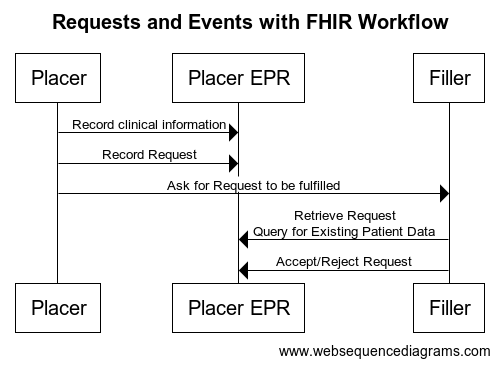 Requests and Events with FHIR Workflow
Placer
Placer EPR
Filler
Record clinical information
Record Request
Ask for Request to be fulfilled
Retrieve Request
Query for Existing Patient Data
Accept/Reject Request
Placer
Placer EPR
Filler
www.websequencediagrams.com